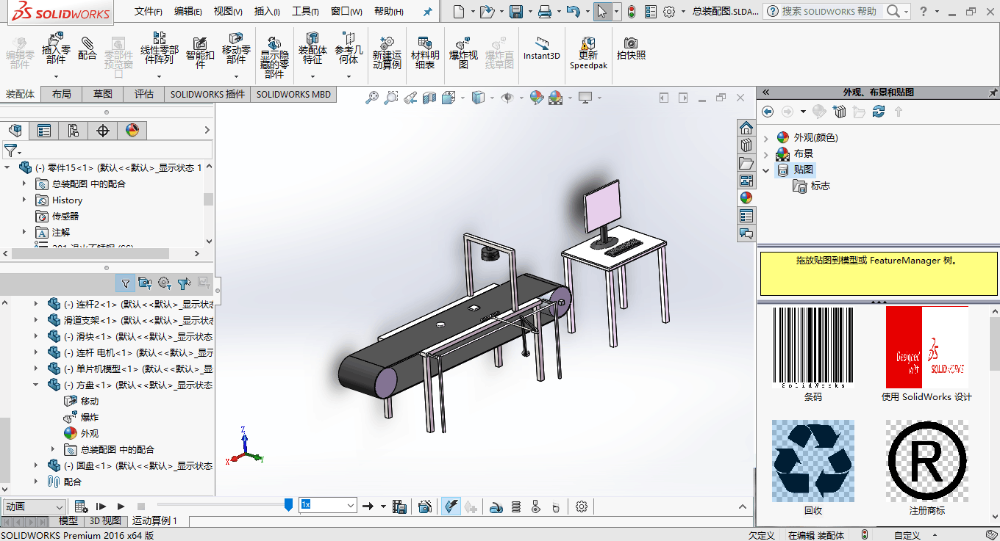 SOLIDWORKS 文件(F) 编辑(E) 视图(V) 插入(I) 工具(T) 窗口(W) 帮助(H) 总装配图.SLDA... 搜索 SOLIDWORKS 帮助
编辑零部件 插入零部件 配合 零部件预览窗口 线性零部件阵列 智能扣件 移动零部件 显示隐藏的零部件 装配体特征 参考几何体 新建运动算例 材料明细表 爆炸视图 爆炸直线草图 Instant3D 更新Speedpak 拍快照
装配体 布局 草图 评估 SOLIDWORKS 插件 SOLIDWORKS MBD
(-) 零件15<1> (默认<<默认>_显示状态 1
总装配图 中的配合
History
传感器
注解
(-) 连杆2<1> (默认<<默认>_显示状态
滑道支架<1> (默认<<默认>_显示状态
(-) 滑块<1> (默认<<默认>_显示状态
(-) 连杆 电机<1> (默认<<默认>_显示
(-) 单片机模型<1> (默认<<默认>_显
(-) 方盘<1> (默认<<默认>_显示状态
移动
爆炸
外观
总装配图 中的配合
(-) 圆盘<1> (默认<<默认>_显示状态
配合
Z
X
Y
外观、布景和贴图
外观(颜色)
布景
贴图
标志
拖放贴图到模型或 FeatureManager 树。
SolidWorks
条码
Designed with
SOLIDWORKS
使用 SolidWorks 设计
回收
R
注册商标
动画 1x
模型 3D 视图 运动算例 1
SOLIDWORKS Premium 2016 x64 版 欠定义 在编辑 装配体 自定义